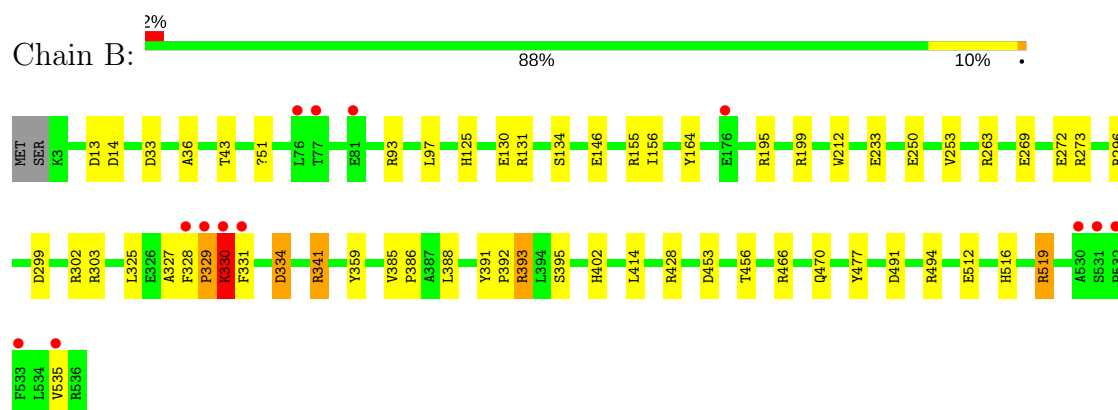 2%
Chain B:
88% 10% •
MET SER K3 D13 D14 D33 A36 T43 ?51 L76 T77 E81 R93 L97 H125 E130 R131 S134 E146 R155 I156 Y164 E176 R195 R199 W212 E233 E250 V253 R263 E269 E272 R273
D299 R302 R303 L325 E326 A327 F328 P329 K330 F331 D334 R341 Y359 V385 P386 A387 L388 Y391 P392 R393 L394 S395 H402 L414 R428 D453 T456 R466 Q470 Y477 D491 R494 E512 H516 R519 A530 S531
F533 L534 V535 R536